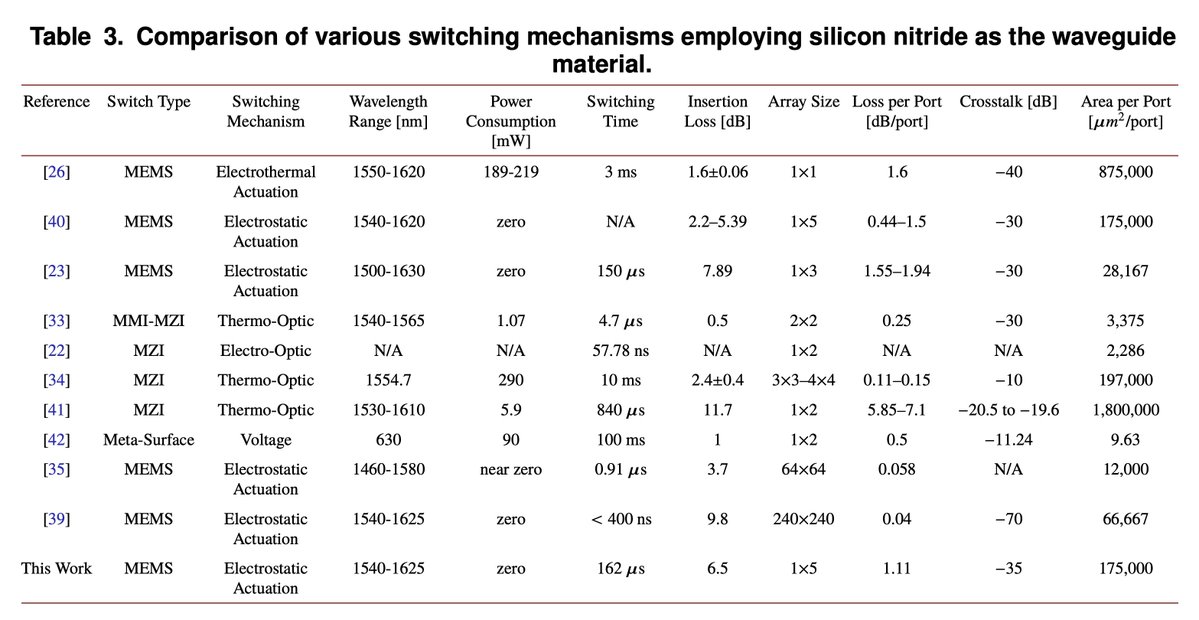 Table 3. Comparison of various switching mechanisms employing silicon nitride as the waveguide
material.
Reference Switch Type Switching Wavelength Power Switching Insertion Array Size Loss per Port Crosstalk [dB] Area per Port
Mechanism Range [nm] Consumption Time Loss [dB] [dB/port] [μm²/port]
[mW]
[26] MEMS Electrothermal 1550-1620 189-219 3 ms 1.6±0.06 1×1 1.6 −40 875,000
Actuation
[40] MEMS Electrostatic 1540-1620 zero N/A 2.2–5.39 1×5 0.44–1.5 −30 175,000
Actuation
[23] MEMS Electrostatic 1500-1630 zero 150 μs 7.89 1×3 1.55–1.94 −30 28,167
Actuation
[33] MMI-MZI Thermo-Optic 1540-1565 1.07 4.7 μs 0.5 2×2 0.25 −30 3,375
[22] MZI Electro-Optic N/A N/A 57.78 ns N/A 1×2 N/A N/A 2,286
[34] MZI Thermo-Optic 1554.7 290 10 ms 2.4±0.4 3×3–4×4 0.11–0.15 −10 197,000
[41] MZI Thermo-Optic 1530-1610 5.9 840 μs 11.7 1×2 5.85–7.1 −20.5 to −19.6 1,800,000
[42] Meta-Surface Voltage 630 90 100 ms 1 1×2 0.5 −11.24 9.63
[35] MEMS Electrostatic 1460-1580 near zero 0.91 μs 3.7 64×64 0.058 N/A 12,000
Actuation
[39] MEMS Electrostatic 1540-1625 zero < 400 ns 9.8 240×240 0.04 −70 66,667
Actuation
This Work MEMS Electrostatic 1540-1625 zero 162 μs 6.5 1×5 1.11 −35 175,000
Actuation